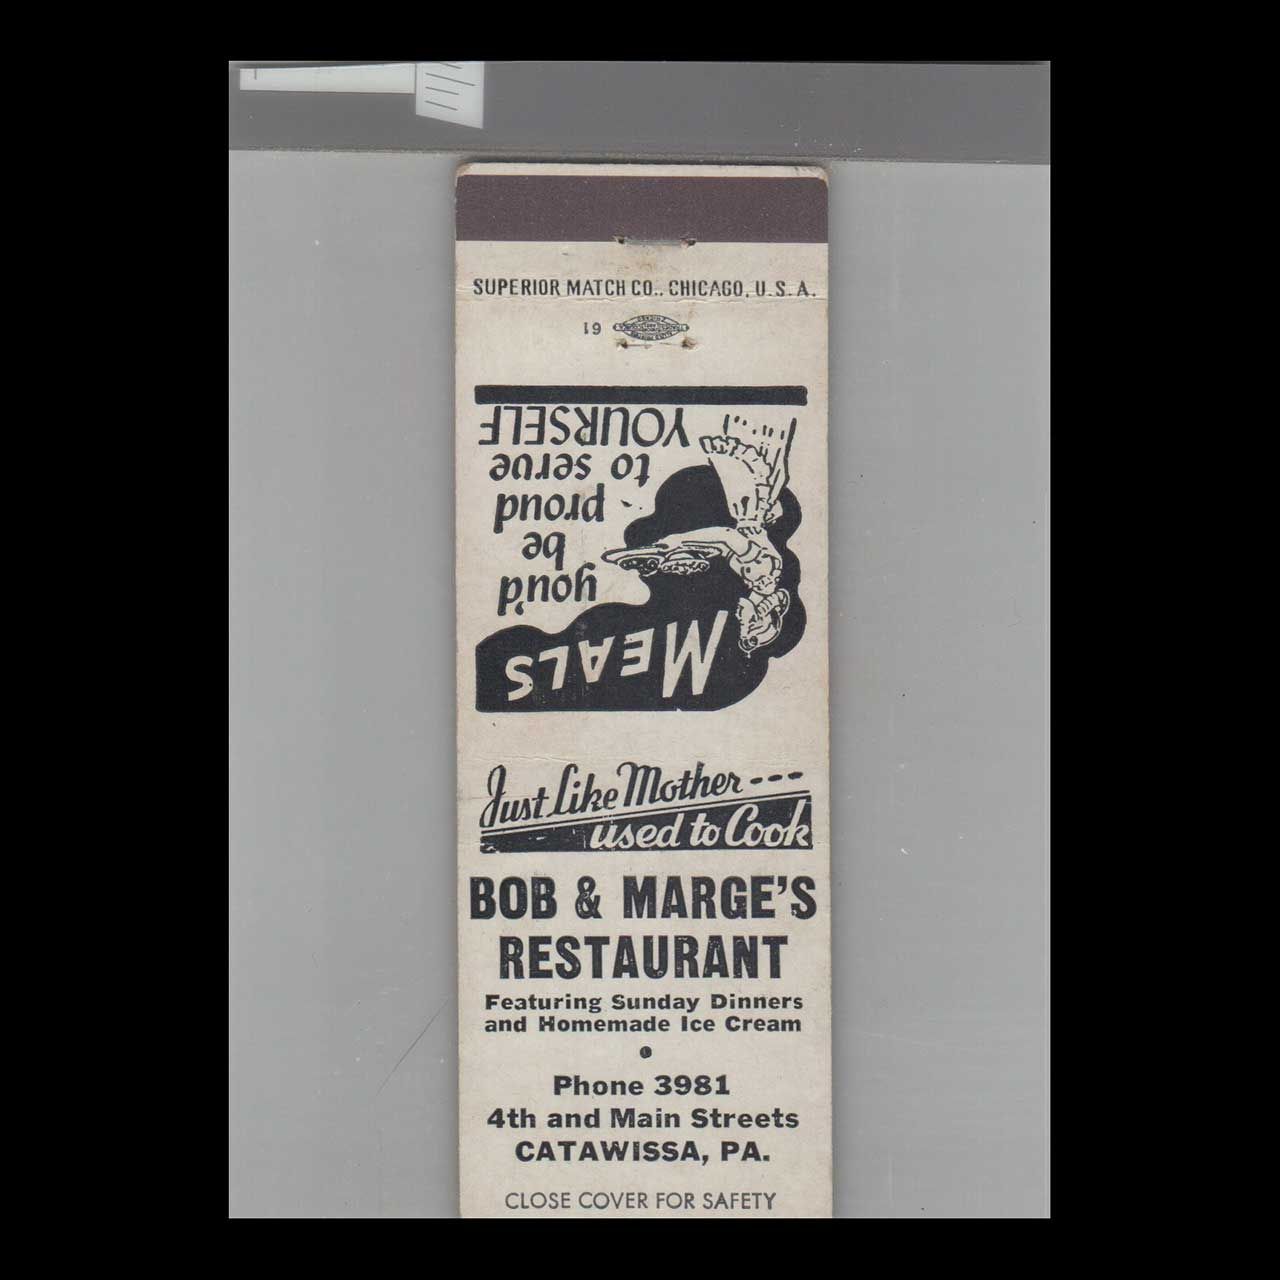 SUPERIOR MATCH CO., CHICAGO, U.S.A.
19
MEALS
you'd
be
proud
to serve
YOURSELF
Just Like Mother ---
used to Cook
BOB & MARGE'S
RESTAURANT
Featuring Sunday Dinners
and Homemade Ice Cream
•
Phone 3981
4th and Main Streets
CATAWISSA, PA.
CLOSE COVER FOR SAFETY